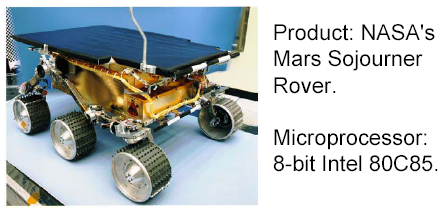 Product: NASA's
Mars Sojourner
Rover.
Microprocessor:
8-bit Intel 80C85.